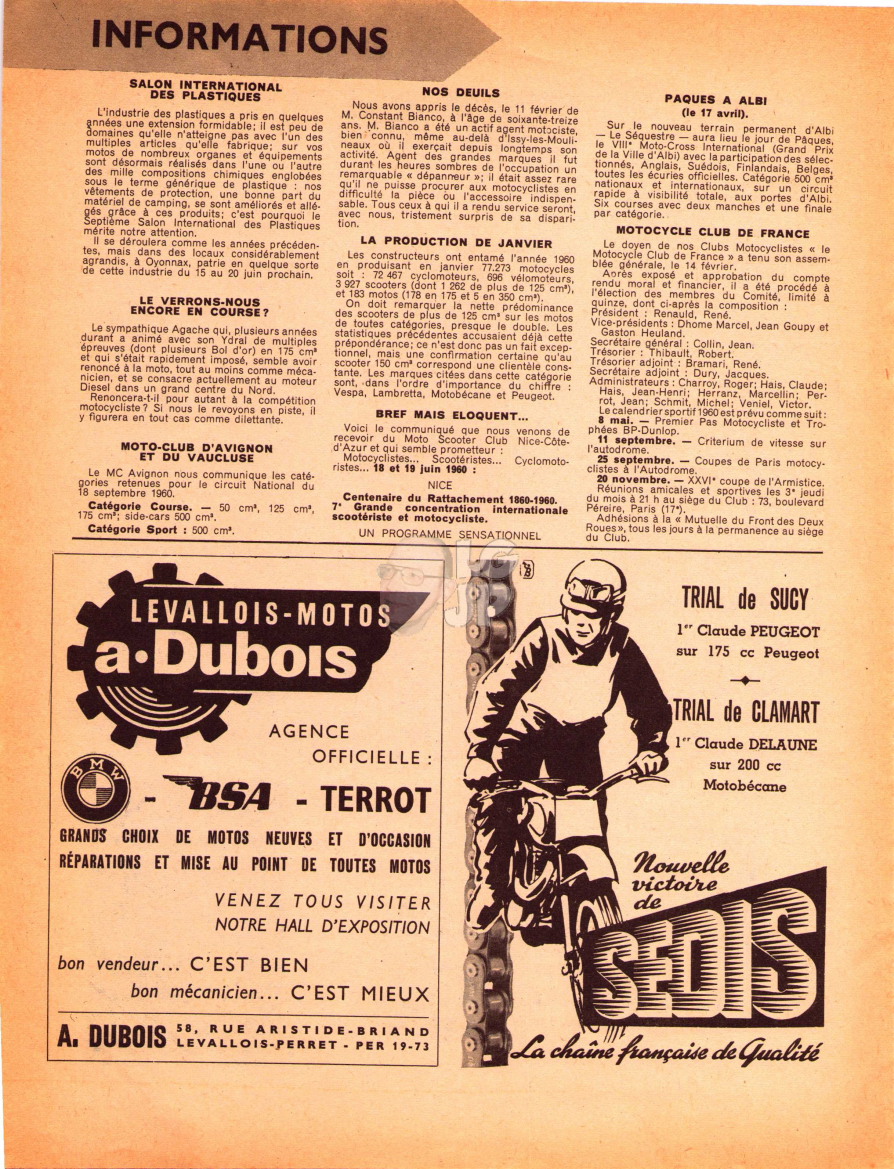 INFORMATIONS
SALON INTERNATIONAL
DES PLASTIQUES
L'industrie des plastiques a pris en quelques
années une extension formidable; il est peu de
domaines qu'elle n'atteigne pas avec l'un des
multiples articles qu'elle fabrique; sur vos
motos de nombreux organes et équipements
sont désormais réalisés dans l'une ou l'autre
des mille compositions chimiques englobées
sous le terme générique de plastique : nos
vêtements de protection, une bonne part du
matériel de camping, se sont améliorés et allé-
gés grâce à ces produits; c'est pourquoi le
Septième Salon International des Plastiques
mérite notre attention.
Il se déroulera comme les années précéden-
tes, mais dans des locaux considérablement
agrandis, à Oyonnax, patrie en quelque sorte
de cette industrie du 15 au 20 juin prochain.
LE VERRONS-NOUS
ENCORE EN COURSE ?
Le sympathique Agache qui, plusieurs années
durant a animé avec son Ydral de multiples
épreuves (dont plusieurs Bol d'or) en 175 cm³
et qui s'était rapidement imposé, semble avoir
renoncé à la moto, tout au moins comme méca-
nicien, et se consacre actuellement au moteur
Diesel dans un grand centre du Nord.
Renoncera-t-il pour autant à la compétition
motocycliste ? Si nous le revoyons en piste, il
y figurera en tout cas comme dilettante.
MOTO-CLUB D'AVIGNON
ET DU VAUCLUSE
Le MC Avignon nous communique les caté-
gories retenues pour le circuit National du
18 septembre 1960.
Catégorie Course. — 50 cm³, 125 cm³,
175 cm³; side-cars 500 cm³.
Catégorie Sport : 500 cm³.
NOS DEUILS
Nous avons appris le décès, le 11 février de
M. Constant Bianco, à l'âge de soixante-treize
ans. M. Bianco a été un actif agent motociste,
bien connu, même au-delà d'Issy-les-Mouli-
neaux où il exerçait depuis longtemps son
activité. Agent des grandes marques il fut
durant les heures sombres de l'occupation un
remarquable « dépanneur »; il était assez rare
qu'il ne puisse procurer aux motocyclistes en
difficulté la pièce ou l'accessoire indispen-
sable. Tous ceux à qui il a rendu service seront,
avec nous, tristement surpris de sa dispari-
tion.
LA PRODUCTION DE JANVIER
Les constructeurs ont entamé l'année 1960
en produisant en janvier 77.273 motocycles
soit : 72 467 cyclomoteurs, 696 vélomoteurs,
3 927 scooters (dont 1 262 de plus de 125 cm³),
et 183 motos (178 en 175 et 5 en 350 cm³).
On doit remarquer la nette prédominance
des scooters de plus de 125 cm³ sur les motos
de toutes catégories, presque le double. Les
statistiques précédentes accusaient déjà cette
prépondérance; ce n'est donc pas un fait excep-
tionnel, mais une confirmation certaine qu'au
scooter 150 cm³ correspond une clientèle cons-
tante. Les marques citées dans cette catégorie
sont, dans l'ordre d'importance du chiffre :
Vespa, Lambretta, Motobécane et Peugeot.
BREF MAIS ELOQUENT...
Voici le communiqué que nous venons de
recevoir du Moto Scooter Club Nice-Côte-
d'Azur et qui semble prometteur :
Motocyclistes... Scootéristes... Cyclomoto-
ristes... 18 et 19 juin 1960 :
NICE
Centenaire du Rattachement 1860-1960.
7ᵉ Grande concentration internationale
scootériste et motocycliste.
UN PROGRAMME SENSATIONNEL
PAQUES A ALBI
(le 17 avril).
Sur le nouveau terrain permanent d'Albi
— Le Séquestre — aura lieu le jour de Pâques,
le VIIIᵉ Moto-Cross International (Grand Prix
de la Ville d'Albi) avec la participation des sélec-
tionnés, Anglais, Suédois, Finlandais, Belges,
toutes les écuries officielles. Catégorie 500 cm³
nationaux et internationaux, sur un circuit
rapide à visibilité totale, aux portes d'Albi.
Six courses avec deux manches et une finale
par catégorie.
MOTOCYCLE CLUB DE FRANCE
Le doyen de nos Clubs Motocyclistes « le
Motocycle Club de France » a tenu son assem-
blée générale, le 14 février.
Après exposé et approbation du compte
rendu moral et financier, il a été procédé à
l'élection des membres du Comité, limité à
quinze, dont ci-après la composition :
Président : Renauld, René.
Vice-présidents : Dhome Marcel, Jean Goupy et
Gaston Heuland.
Secrétaire général : Collin, Jean.
Trésorier : Thibault, Robert.
Trésorier adjoint : Bramari, René.
Secrétaire adjoint : Dury, Jacques.
Administrateurs : Charroy, Roger; Hais, Claude;
Hais, Jean-Henri; Herranz, Marcellin; Per-
rot, Jean; Schmit, Michel; Veniel, Victor.
Le calendrier sportif 1960 est prévu comme suit :
8 mai. — Premier Pas Motocycliste et Tro-
phées BP-Dunlop.
11 septembre. — Criterium de vitesse sur
l'autodrome.
25 septembre. — Coupes de Paris motocy-
clistes à l'Autodrome.
20 novembre. — XXVIᵉ coupe de l'Armistice.
Réunions amicales et sportives les 3ᵉ jeudi
du mois à 21 h au siège du Club : 73, boulevard
Péreire, Paris (17ᵉ).
Adhésions à la « Mutuelle du Front des Deux
Roues», tous les jours à la permanence au siège
du Club.
LEVALLOIS-MOTOS
a·Dubois
AGENCE
OFFICIELLE :
BMW - BSA - TERROT
GRANDS CHOIX DE MOTOS NEUVES ET D'OCCASION
RÉPARATIONS ET MISE AU POINT DE TOUTES MOTOS
VENEZ TOUS VISITER
NOTRE HALL D'EXPOSITION
bon vendeur... C'EST BIEN
bon mécanicien... C'EST MIEUX
A. DUBOIS 58, RUE ARISTIDE-BRIAND
LEVALLOIS-PERRET - PER 19-73
TRIAL de SUCY
1ᵉʳ Claude PEUGEOT
sur 175 cc Peugeot
TRIAL de CLAMART
1ᵉʳ Claude DELAUNE
sur 200 cc
Motobécane
Nouvelle
victoire
de
SEDIS
La chaîne française de Qualité